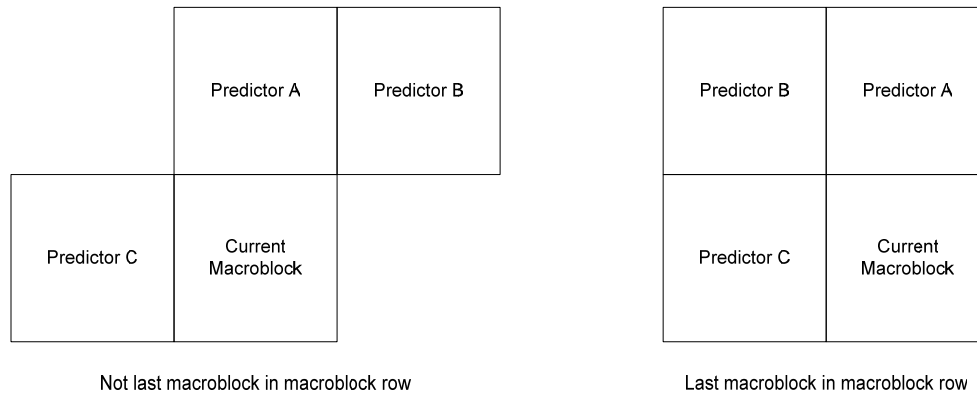 Predictor A
Predictor B
Predictor C
Current
Macroblock
Not last macroblock in macroblock row
Predictor B
Predictor A
Predictor C
Current
Macroblock
Last macroblock in macroblock row